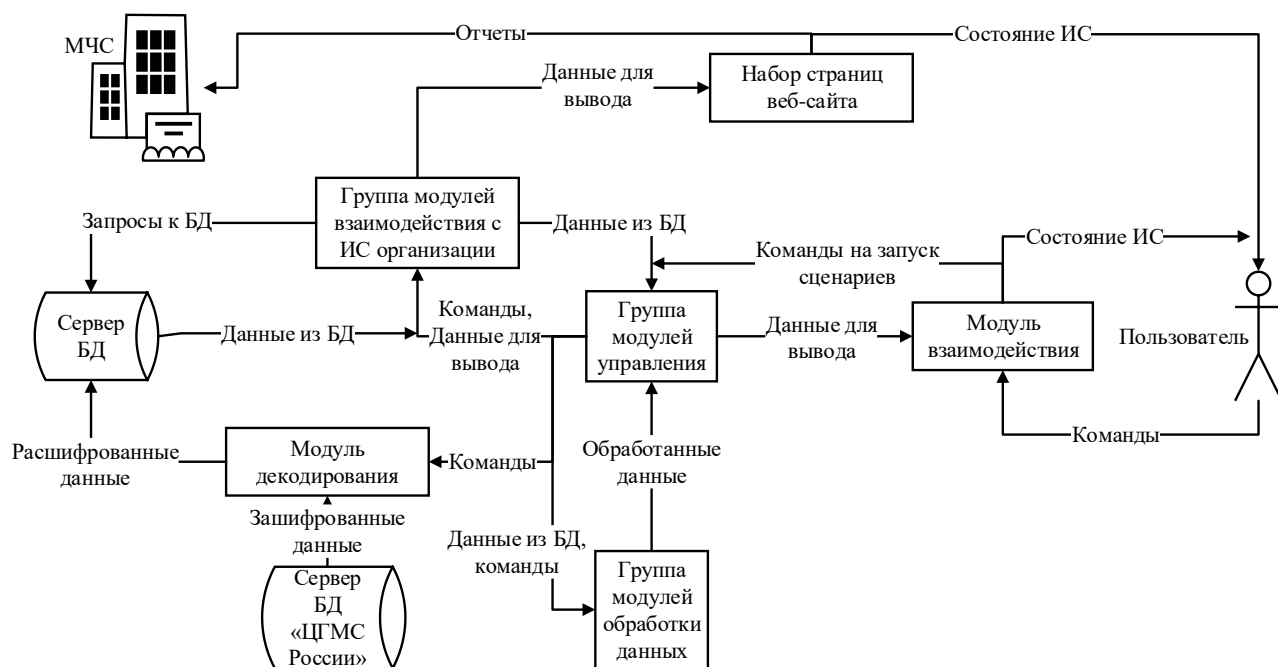 МЧС
Отчеты
Состояние ИС
Данные для
вывода
Набор страниц
веб-сайта
Запросы к БД
Группа модулей
взаимодействия с
ИС организации
Данные из БД
Команды на запуск
сценариев
Состояние ИС
Сервер
БД
Данные из БД
Команды,
Данные для
вывода
Группа
модулей
управления
Данные для
вывода
Модуль
взаимодействия
Пользователь
Расшифрованные
данные
Модуль
декодирования
Команды
Обработанные
данные
Команды
Зашифрованные
данные
Данные из БД,
команды
Сервер
БД
«ЦГМС
России»
Группа
модулей
обработки
данных